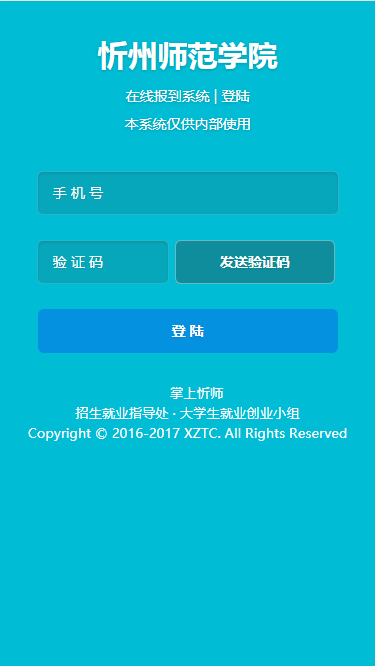 忻州师范学院
在线报到系统 | 登陆
本系统仅供内部使用
手 机 号
验 证 码
发送验证码
登 陆
掌上忻师
招生就业指导处 · 大学生就业创业小组
Copyright © 2016-2017 XZTC. All Rights Reserved